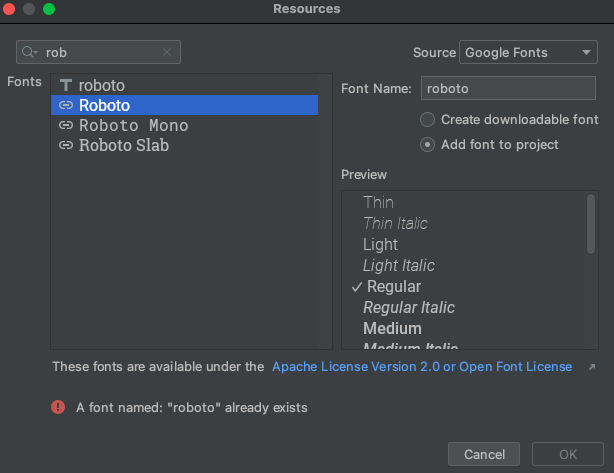 Resources
rob
Source Google Fonts
Fonts
roboto
Roboto
Roboto Mono
Roboto Slab
Font Name: roboto
Create downloadable font
Add font to project
Preview
Thin
Thin Italic
Light
Light Italic
Regular
Regular Italic
Medium
Medium Italic
These fonts are available under the Apache License Version 2.0 or Open Font License
A font named: "roboto" already exists
Cancel OK